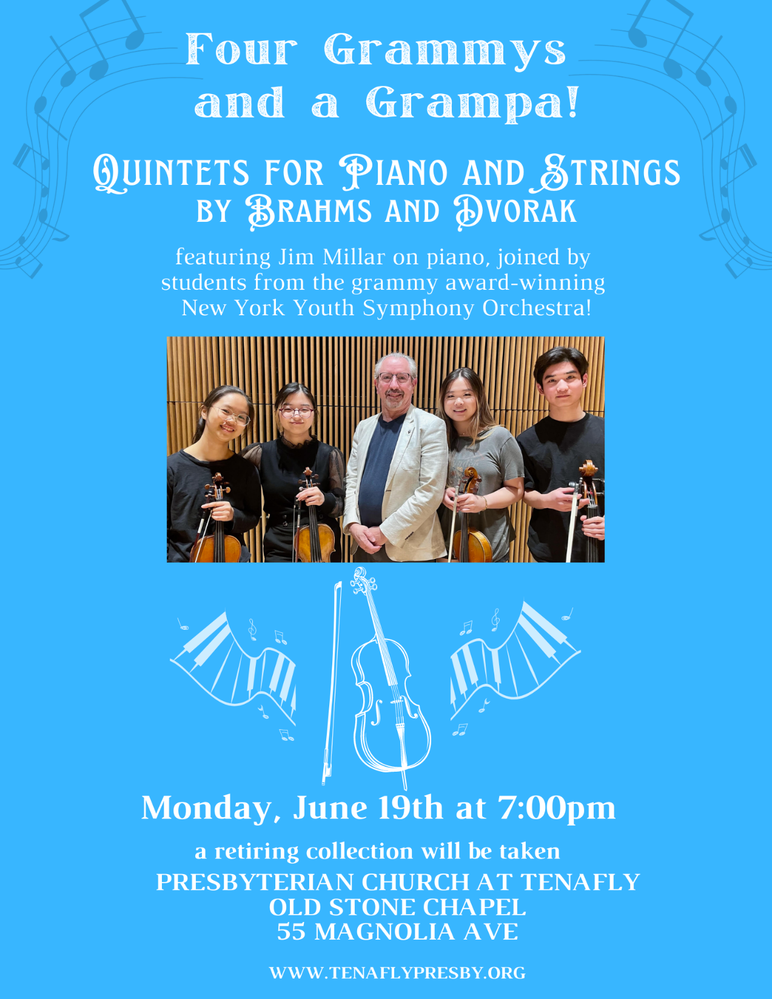 Four Grammys
and a Grampa!
Quintets for Piano and Strings
by Brahms and Dvorak
featuring Jim Millar on piano, joined by
students from the grammy award-winning
New York Youth Symphony Orchestra!
Monday, June 19th at 7:00pm
a retiring collection will be taken
PRESBYTERIAN CHURCH AT TENAFLY
OLD STONE CHAPEL
55 MAGNOLIA AVE
WWW.TENAFLYPRESBY.ORG